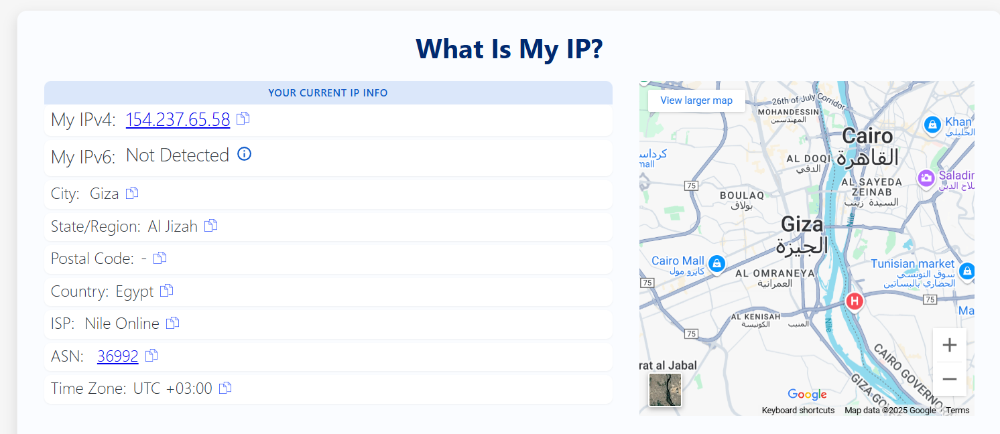 What Is My IP?
YOUR CURRENT IP INFO
My IPv4: 154.237.65.58
My IPv6: Not Detected
City: Giza
State/Region: Al Jizah
Postal Code: -
Country: Egypt
ISP: Nile Online
ASN: 36992
Time Zone: UTC +03:00
View larger map
26th of July Corridor
MOHANDESSIN
المهندسين
Khan
الخليلي
Cairo
القاهرة
كرداسة
mall
AL DOQI
الدقي
Saladin
صلاح الدين
75
AL SAYEDA
ZEINAB
السيدة زينب
BOULAQ
بولاق
Nile
Giza
الجيزة
Cairo Mall
كايرو مول
Tunisian market
سوق التونسي
الحضاري بالبساتين
AL OMRANEYA
العمرانية
75
75
H
Ma
AL KENISAH
الكونيسة
المنيب
Nile
75
rat al Jabal
CAIRO GOVERNO
GIZA GO
Google
Keyboard shortcuts
Map data ©2025 Google
Terms